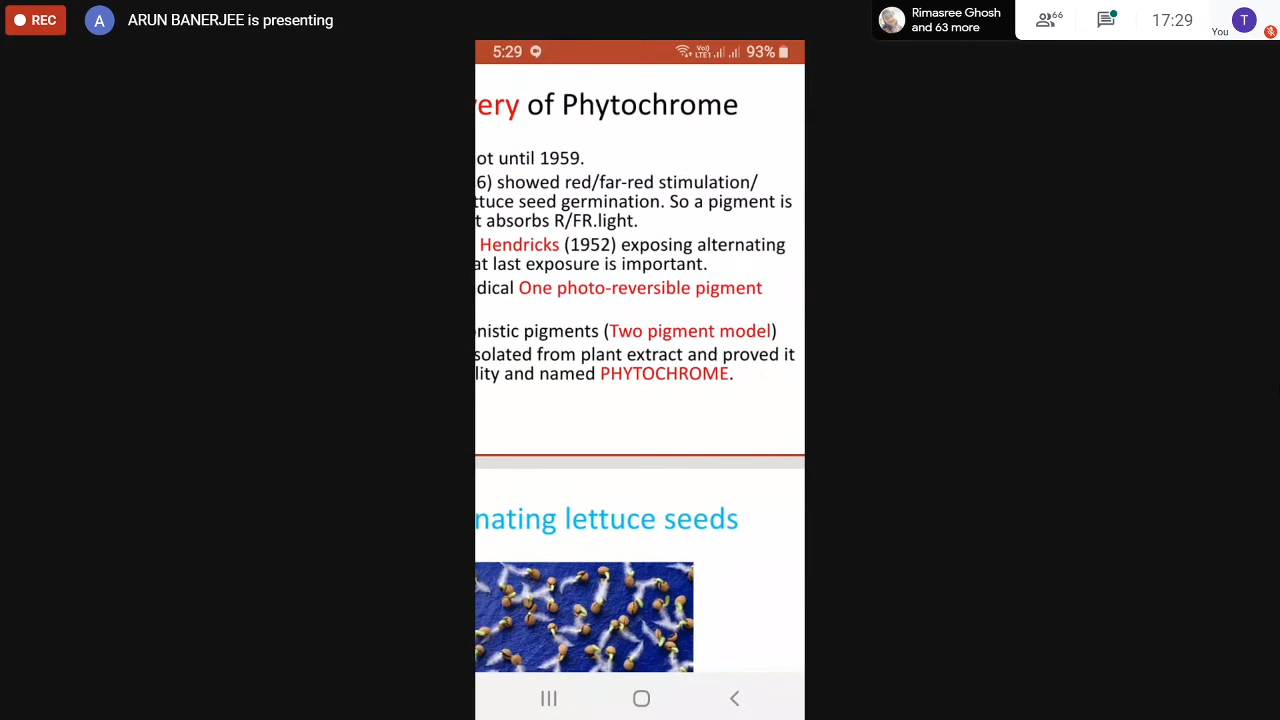 REC
A
ARUN BANERJEE is presenting
Rimasree Ghosh
and 63 more
66
17:29
You
T
5:29
Vo)
LTE1
93%
very of Phytochrome
ot until 1959.
6) showed red/far-red stimulation/
ttuce seed germination. So a pigment is
t absorbs R/FR.light.
Hendricks (1952) exposing alternating
at last exposure is important.
dical One photo-reversible pigment
nistic pigments (Two pigment model)
solated from plant extract and proved it
lity and named PHYTOCHROME.
nating lettuce seeds